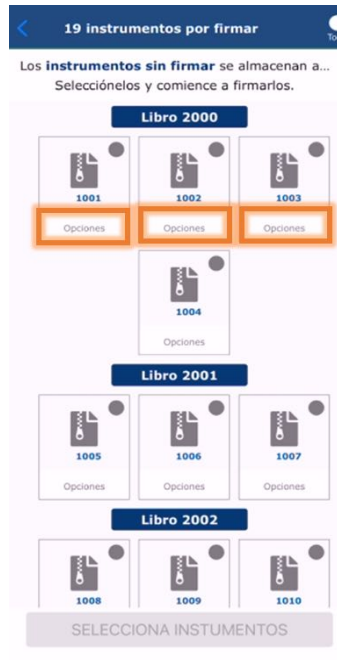 19 instrumentos por firmar
To
Los instrumentos sin firmar se almacenan a...
Selecciónelos y comience a firmarlos.
Libro 2000
1001 1002 1003
Opciones Opciones Opciones
1004
Opciones
Libro 2001
1005 1006 1007
Opciones Opciones Opciones
Libro 2002
1008 1009 1010
SELECCIONA INSTUMENTOS